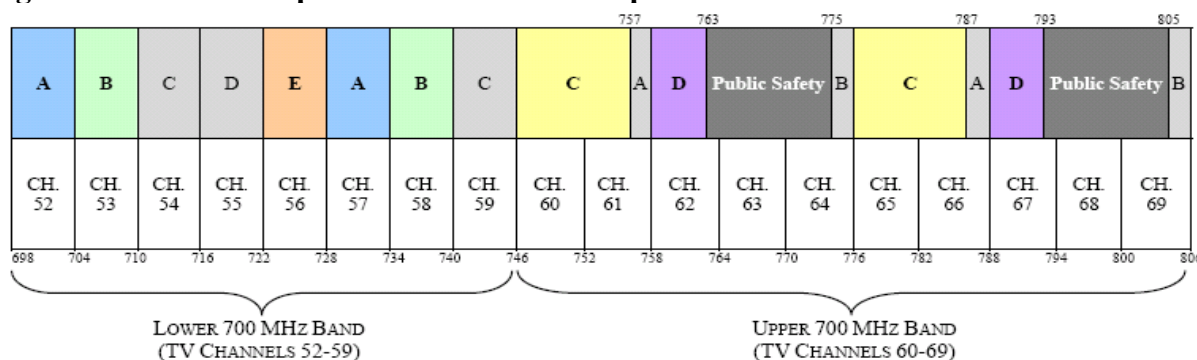 757 763 775 787 793 805
A B C D E A B C C A D Public Safety B C A D Public Safety B
CH. CH. CH. CH. CH. CH. CH. CH. CH. CH. CH. CH. CH. CH. CH. CH. CH. CH.
52 53 54 55 56 57 58 59 60 61 62 63 64 65 66 67 68 69
698 704 710 716 722 728 734 740 746 752 758 764 770 776 782 788 794 800
LOWER 700 MHZ BAND UPPER 700 MHZ BAND
(TV CHANNELS 52-59) (TV CHANNELS 60-69)